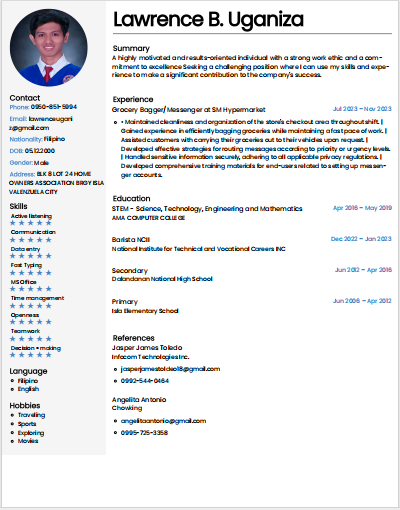 Lawrence B. Uganiza
Contact
Phone: 0950-851-5994
Email: lawrenceugani
z@gmail.com
Nationality: Filipino
DOB: 05.12.2000
Gender: Male
Address: BLK 8 LOT 24 HOME
OWNERS ASSOCIATION BRGY ISLA
VALENZUELA CITY
Skills
Active listening
Communication
Data entry
Fast Typing
MS Office
Time management
Openness
Teamwork
Decision-making
Language
Filipino
English
Hobbies
Traveling
Sports
Exploring
Movies
Summary
A highly motivated and results-oriented individual with a strong work ethic and a com-
mitment to excellence Seeking a challenging position where I can use my skills and expe-
rience to make a significant contribution to the company's success.
Experience
Grocery Bagger/ Messenger at SM Hypermarket Jul 2023 – Nov 2023
• Maintained cleanliness and organization of the store's checkout area throughout shift. |
Gained experience in efficiently bagging groceries while maintaining a fast pace of work. |
Assisted customers with carrying their groceries out to their vehicles upon request. |
Developed effective strategies for routing messages according to priority or urgency levels.
| Handled sensitive information securely, adhering to all applicable privacy regulations. |
Developed comprehensive training materials for end-users related to setting up messen-
ger accounts.
Education
STEM - Science, Technology, Engineering and Mathematics Apr 2016 – May 2019
AMA COMPUTER COLLEGE
Barista NCII Dec 2022 – Jan 2023
National Institute for Technical and Vocational Careers INC
Secondary Jun 2012 – Apr 2016
Dalandanan National High School
Primary Jun 2006 – Apr 2012
Isla Elementary School
References
Jasper James Toledo
Infocom Technologies Inc.
jasperjamestoldeo18@gmail.com
0992-544-0464
Angelita Antonio
Chowking
angelitaantonio@gmail.com
0995-725-3358